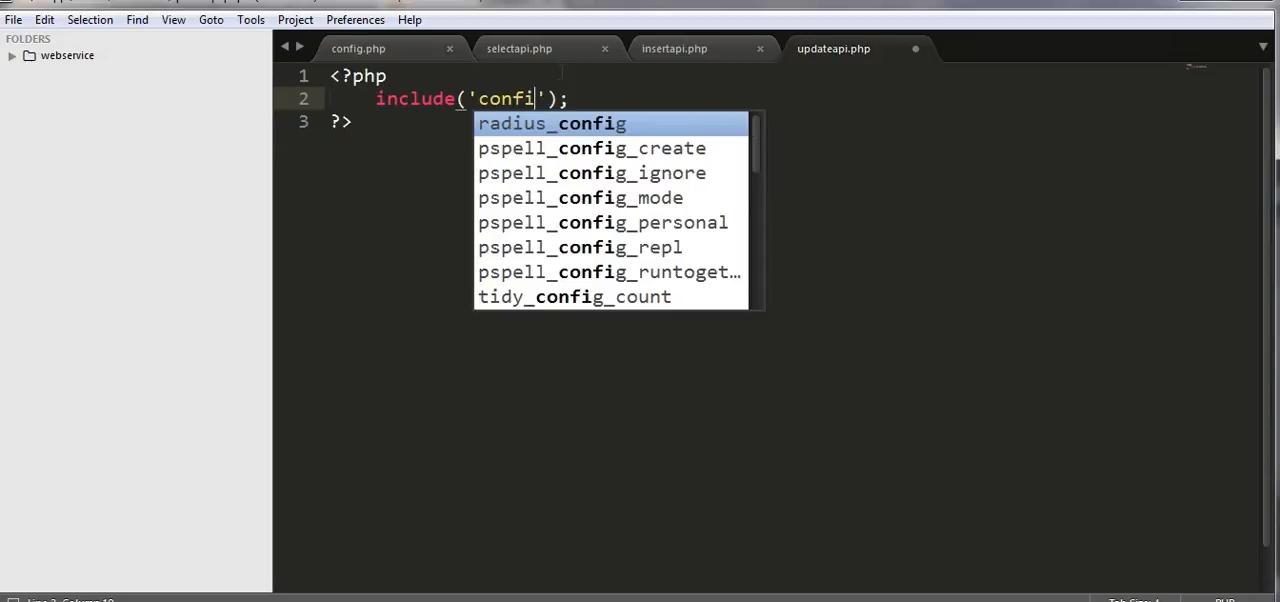 File Edit Selection Find View Goto Tools Project Preferences Help
FOLDERS
webservice
config.php × selectapi.php × insertapi.php × updateapi.php
1 <?php
2 include('confi');
3 ?>
radius_config
pspell_config_create
pspell_config_ignore
pspell_config_mode
pspell_config_personal
pspell_config_repl
pspell_config_runtoget...
tidy_config_count